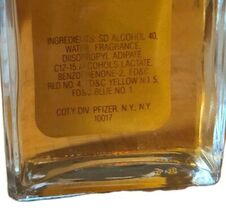 INGREDIENTS: SD ALCOHOL 40,
WATER, FRAGRANCE,
DIISOPROPYL ADIPATE,
C12-15 ALCOHOLS LACTATE,
BENZOPHENONE-2, FD&C
RED NO. 4, FD&C YELLOW NO. 5,
FD&C BLUE NO. 1
COTY DIV. PFIZER, N.Y., N.Y.
10017